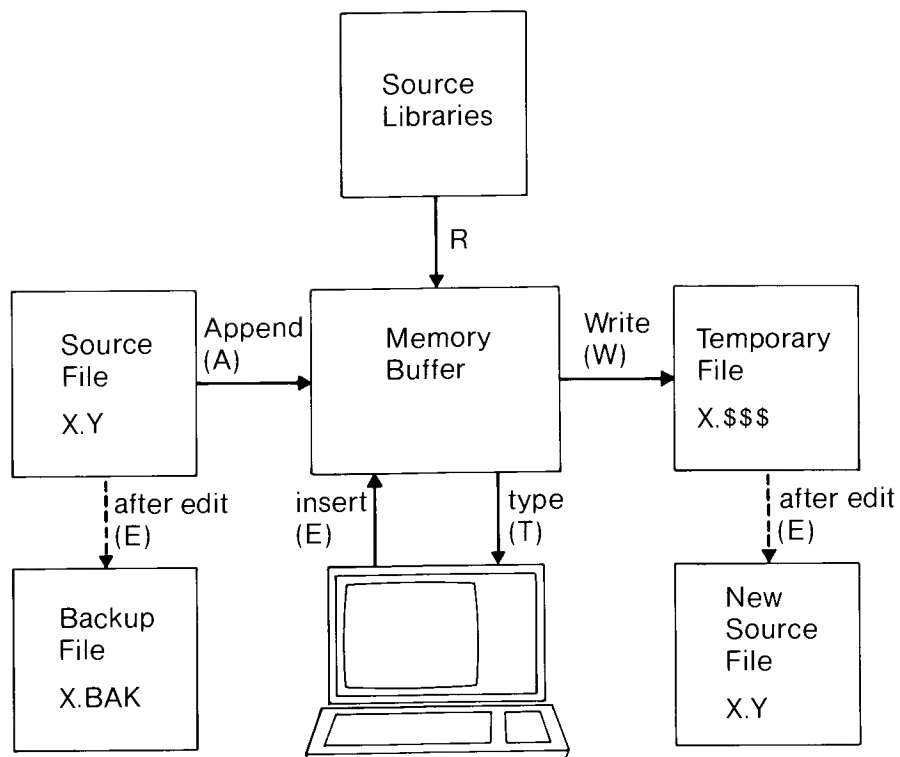 Source
Libraries
R
Source
File
X.Y
Append
(A)
Memory
Buffer
Write
(W)
Temporary
File
X.$$$
after edit
(E)
insert
(E)
type
(T)
after edit
(E)
Backup
File
X.BAK
New
Source
File
X.Y